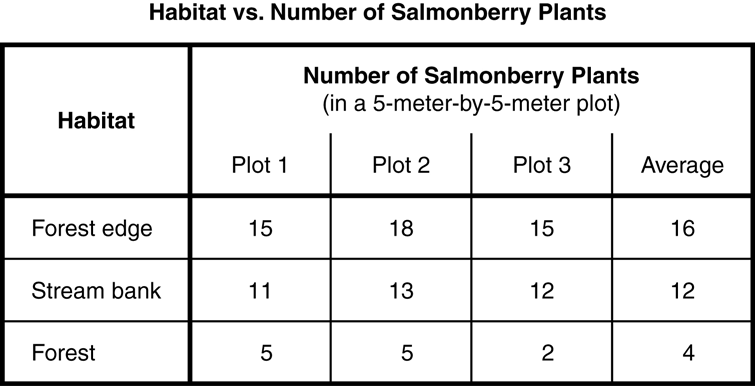 Habitat vs. Number of Salmonberry Plants
Habitat
Number of Salmonberry Plants
(in a 5-meter-by-5-meter plot)
Plot 1 Plot 2 Plot 3 Average
Forest edge 15 18 15 16
Stream bank 11 13 12 12
Forest 5 5 2 4